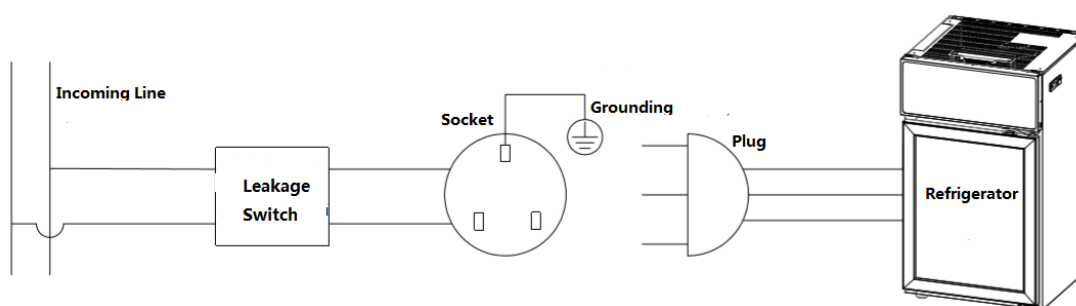 Incoming Line
Leakage
Switch
Socket
Grounding
Plug
Refrigerator